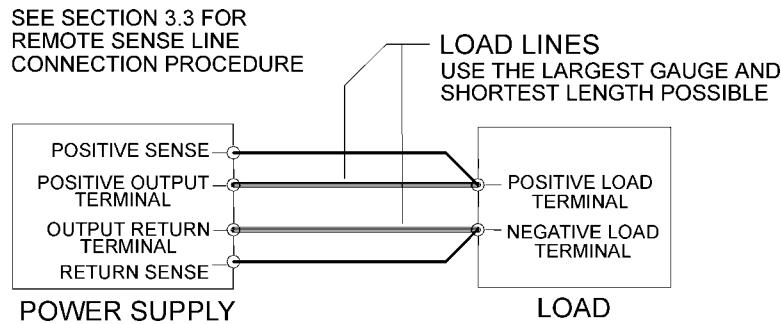 SEE SECTION 3.3 FOR
REMOTE SENSE LINE
CONNECTION PROCEDURE
LOAD LINES
USE THE LARGEST GAUGE AND
SHORTEST LENGTH POSSIBLE
POSITIVE SENSE
POSITIVE OUTPUT
TERMINAL
OUTPUT RETURN
TERMINAL
RETURN SENSE
POSITIVE LOAD
TERMINAL
NEGATIVE LOAD
TERMINAL
POWER SUPPLY
LOAD